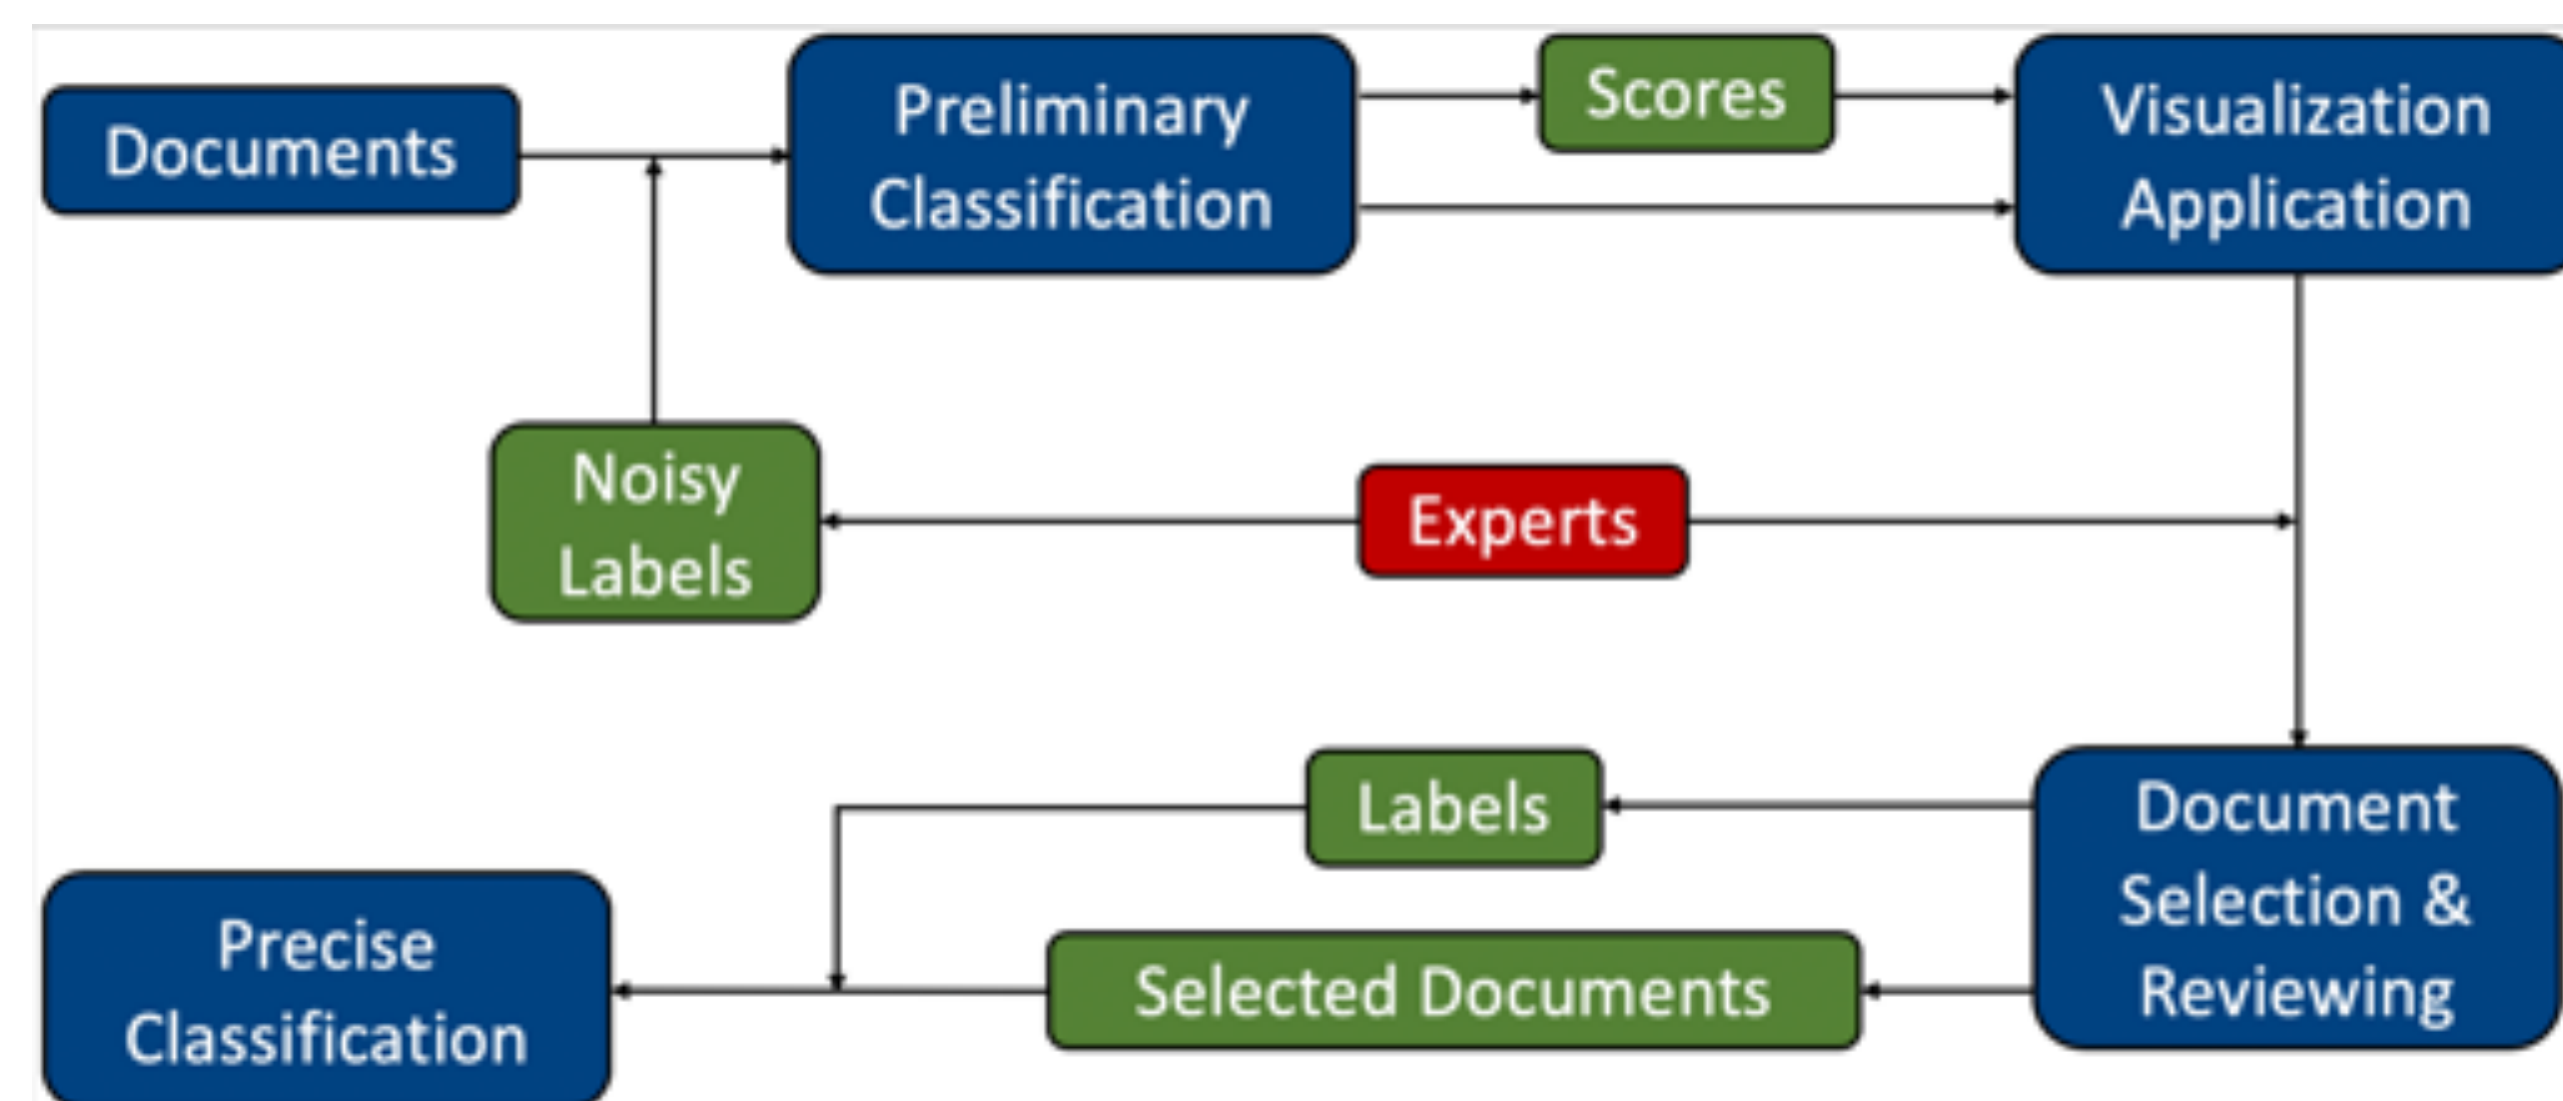 Documents
Preliminary
Classification
Scores
Visualization
Application
Noisy
Labels
Experts
Labels
Document
Selection &
Reviewing
Selected Documents
Precise
Classification